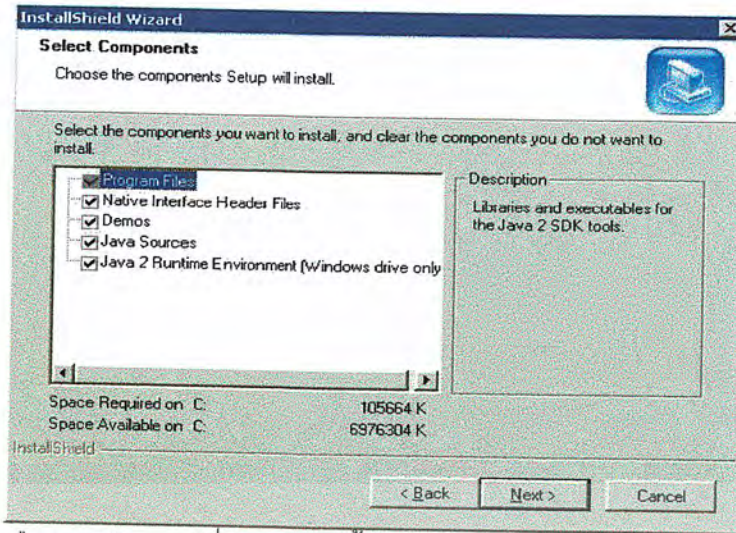 InstallShield Wizard
Select Components
Choose the components Setup will install.
Select the components you want to install, and clear the components you do not want to
install.
Program Files
Native Interface Header Files
Demos
Java Sources
Java 2 Runtime Environment (Windows drive only
Description
Libraries and executables for
the Java 2 SDK tools.
Space Required on C: 105664 K
Space Available on C: 6976304 K
InstallShield
< Back Next > Cancel